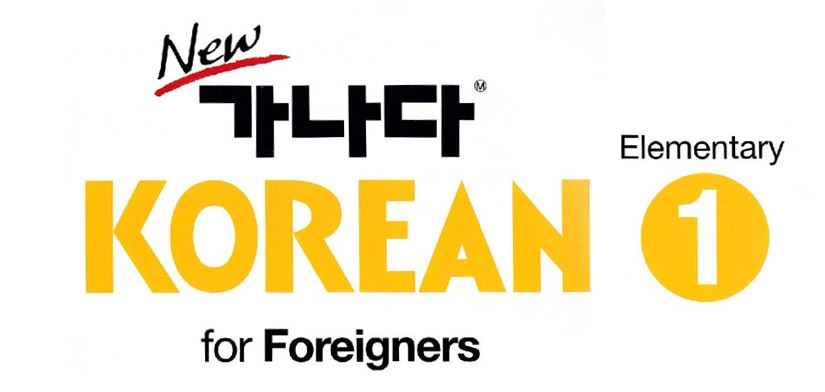 New
가나다 Ⓜ
KOREAN
for Foreigners
Elementary
1